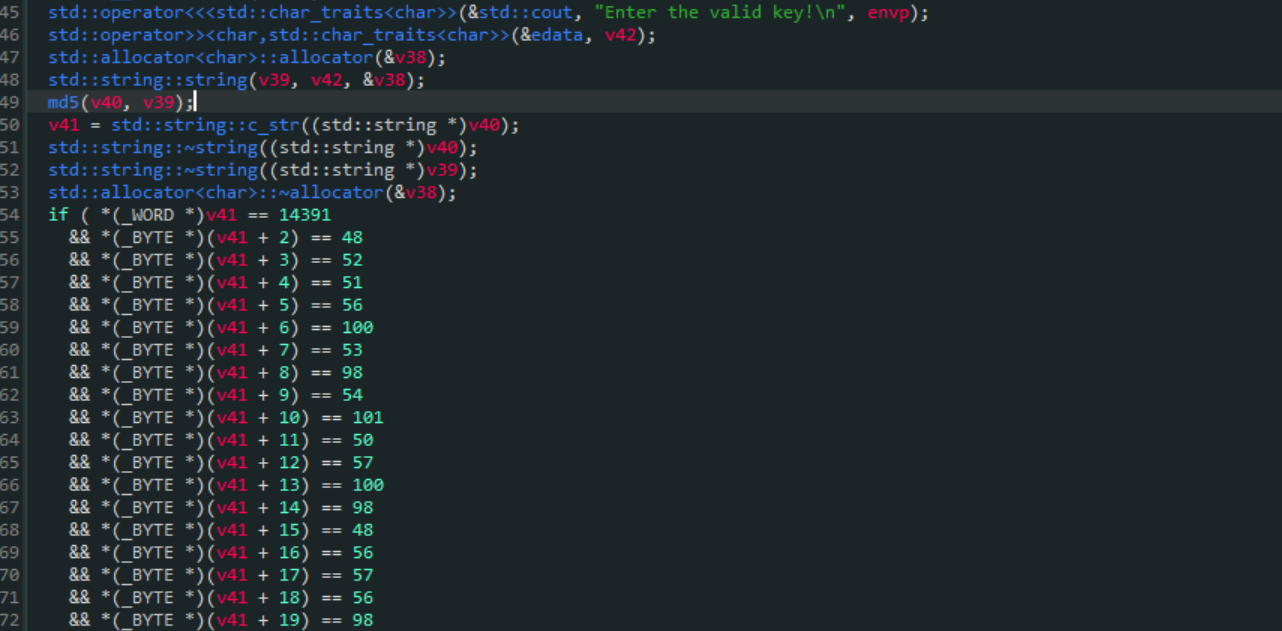 45 std::operator<<<std::char_traits<char>>(&std::cout, "Enter the valid key!\n", envp);
46 std::operator>><char,std::char_traits<char>>(&edata, v42);
47 std::allocator<char>::allocator(&v38);
48 std::string::string(v39, v42, &v38);
49 md5(v40, v39);
50 v41 = std::string::c_str((std::string *)v40);
51 std::string::~string((std::string *)v40);
52 std::string::~string((std::string *)v39);
53 std::allocator<char>::~allocator(&v38);
54 if ( *(_WORD *)v41 == 14391
55 && *(_BYTE *)(v41 + 2) == 48
56 && *(_BYTE *)(v41 + 3) == 52
57 && *(_BYTE *)(v41 + 4) == 51
58 && *(_BYTE *)(v41 + 5) == 56
59 && *(_BYTE *)(v41 + 6) == 100
60 && *(_BYTE *)(v41 + 7) == 53
61 && *(_BYTE *)(v41 + 8) == 98
62 && *(_BYTE *)(v41 + 9) == 54
63 && *(_BYTE *)(v41 + 10) == 101
64 && *(_BYTE *)(v41 + 11) == 50
65 && *(_BYTE *)(v41 + 12) == 57
66 && *(_BYTE *)(v41 + 13) == 100
67 && *(_BYTE *)(v41 + 14) == 98
68 && *(_BYTE *)(v41 + 15) == 48
69 && *(_BYTE *)(v41 + 16) == 56
70 && *(_BYTE *)(v41 + 17) == 57
71 && *(_BYTE *)(v41 + 18) == 56
72 && *(_BYTE *)(v41 + 19) == 98